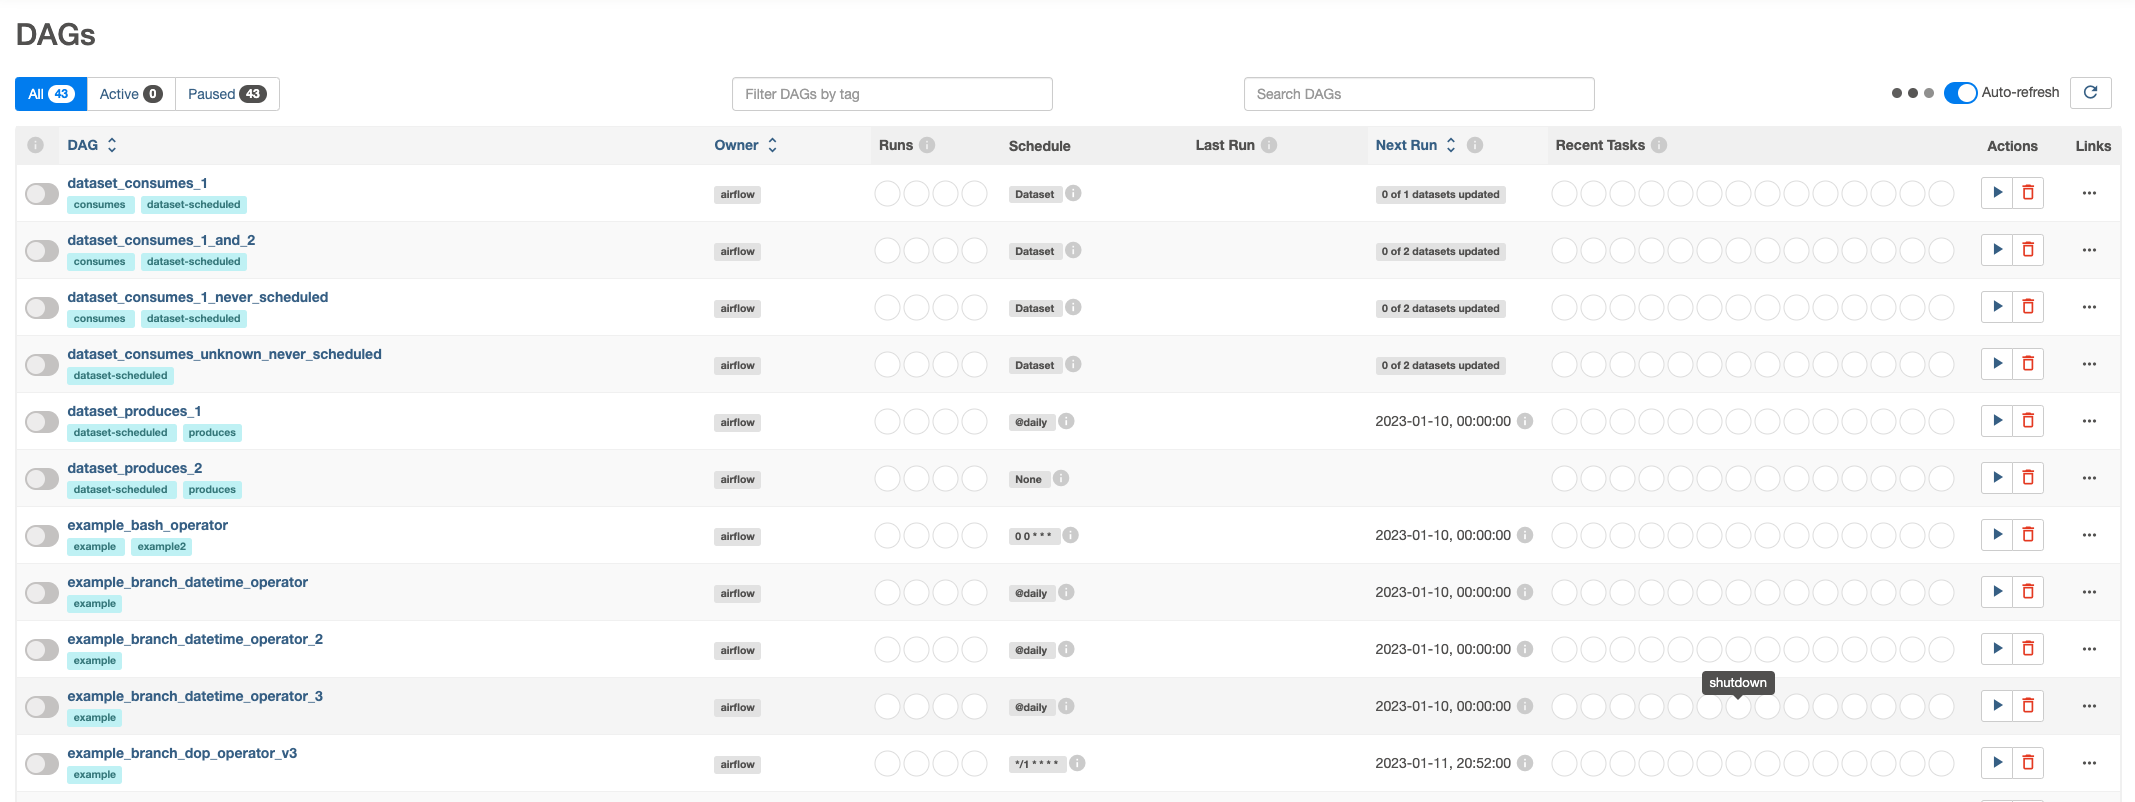 DAGs
All 43 Active 0 Paused 43 Filter DAGs by tag Search DAGs Auto-refresh
DAG Owner Runs Schedule Last Run Next Run Recent Tasks Actions Links
dataset_consumes_1
consumes dataset-scheduled airflow Dataset 0 of 1 datasets updated
dataset_consumes_1_and_2
consumes dataset-scheduled airflow Dataset 0 of 2 datasets updated
dataset_consumes_1_never_scheduled
consumes dataset-scheduled airflow Dataset 0 of 2 datasets updated
dataset_consumes_unknown_never_scheduled
dataset-scheduled airflow Dataset 0 of 2 datasets updated
dataset_produces_1
dataset-scheduled produces airflow @daily 2023-01-10, 00:00:00
dataset_produces_2
dataset-scheduled produces airflow None
example_bash_operator
example example2 airflow 0 0 * * * 2023-01-10, 00:00:00
example_branch_datetime_operator
example airflow @daily 2023-01-10, 00:00:00
example_branch_datetime_operator_2
example airflow @daily 2023-01-10, 00:00:00
shutdown
example_branch_datetime_operator_3
example airflow @daily 2023-01-10, 00:00:00
example_branch_dop_operator_v3
example airflow */1 * * * * 2023-01-11, 20:52:00